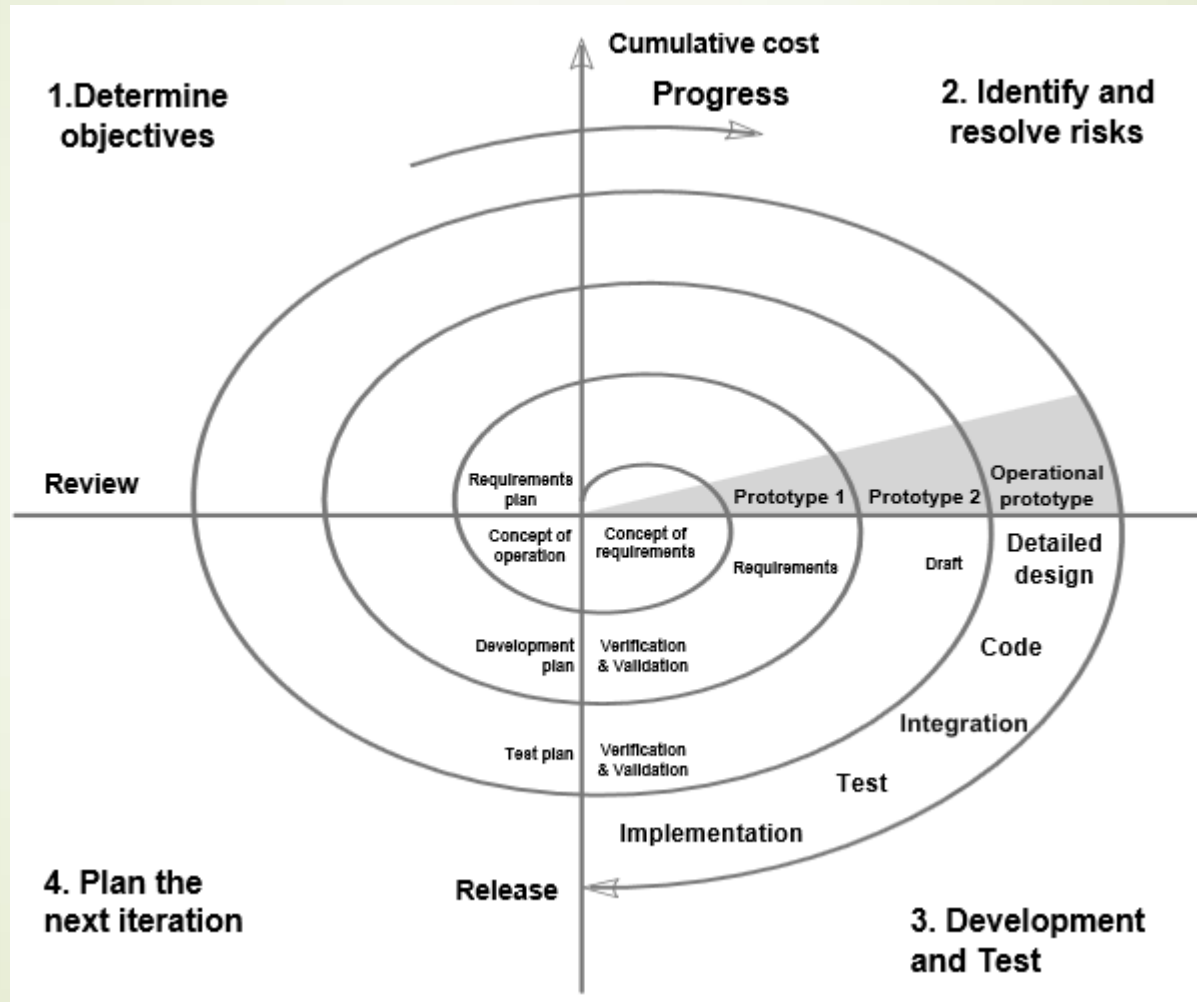 Cumulative cost
Progress
1.Determine
objectives
2. Identify and
resolve risks
Review
Requirements
plan
Prototype 1
Prototype 2
Operational
prototype
Concept of
operation
Concept of
requirements
Requirements
Draft
Detailed
design
Development
plan
Verification
& Validation
Code
Integration
Test plan
Verification
& Validation
Test
Implementation
4. Plan the
next iteration
Release
3. Development
and Test